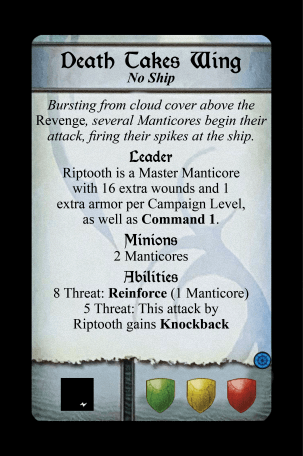 Death Takes Wing
No Ship
Bursting from cloud cover above the
Revenge, several Manticores begin their
attack, firing their spikes at the ship.
Leader
Riptooth is a Master Manticore
with 16 extra wounds and 1
extra armor per Campaign Level,
as well as Command 1.
Minions
2 Manticores
Abilities
8 Threat: Reinforce (1 Manticore)
5 Threat: This attack by
Riptooth gains Knockback